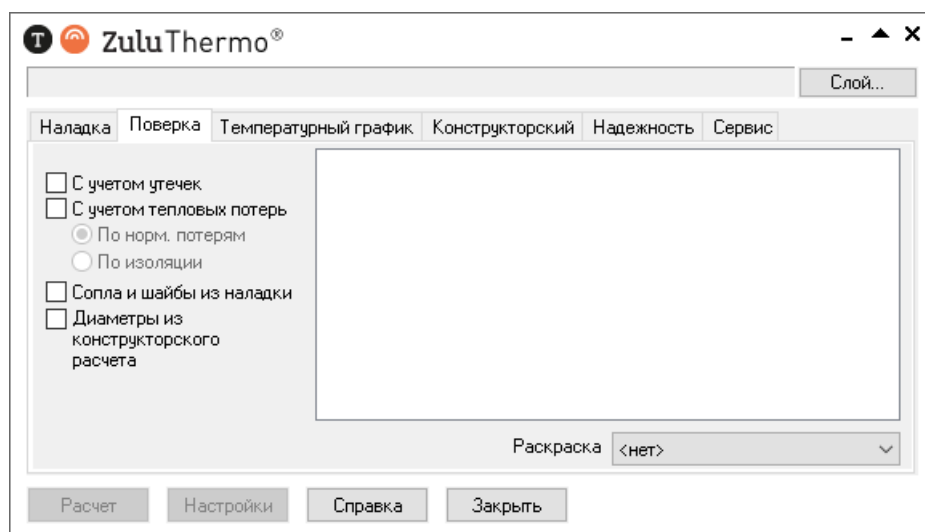 T ZuluThermo®
Слой...
Наладка Поверка Температурный график Конструкторский Надежность Сервис
С учетом утечек
С учетом тепловых потерь
По норм. потерям
По изоляции
Сопла и шайбы из наладки
Диаметры из
конструкторского
расчета
Раскраска <нет>
Расчет Настройки Справка Закрыть